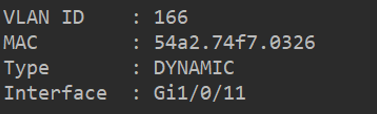 VLAN ID : 166
MAC : 54a2.74f7.0326
Type : DYNAMIC
Interface : Gi1/0/11